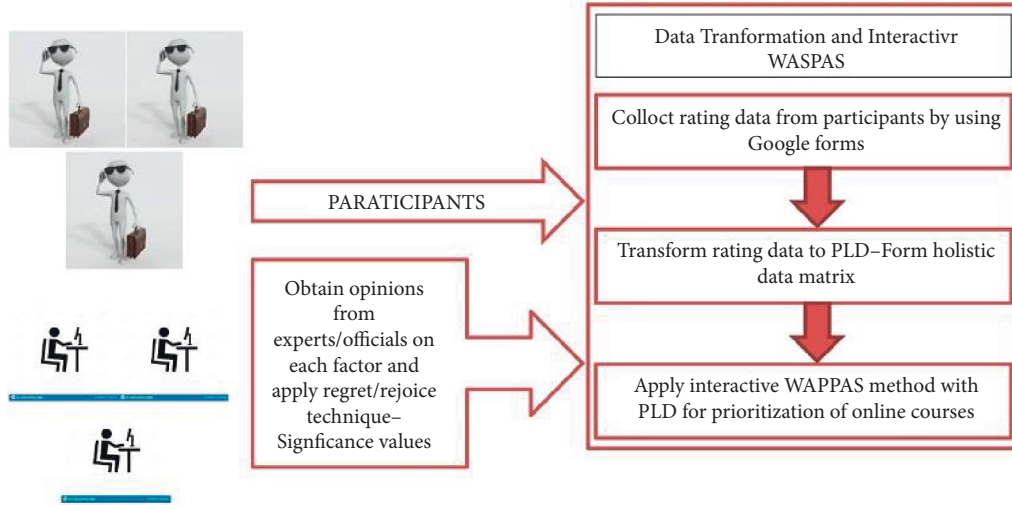 Data Tranformation and Interactivr
WASPAS
Colloct rating data from participants by using
Google forms
PARATICIPANTS
Transform rating data to PLD–Form holistic
data matrix
Obtain opinions
from
experts/officials on
each factor and
apply regret/rejoice
technique–
Signficance values
Apply interactive WAPPAS method with
PLD for prioritization of online courses